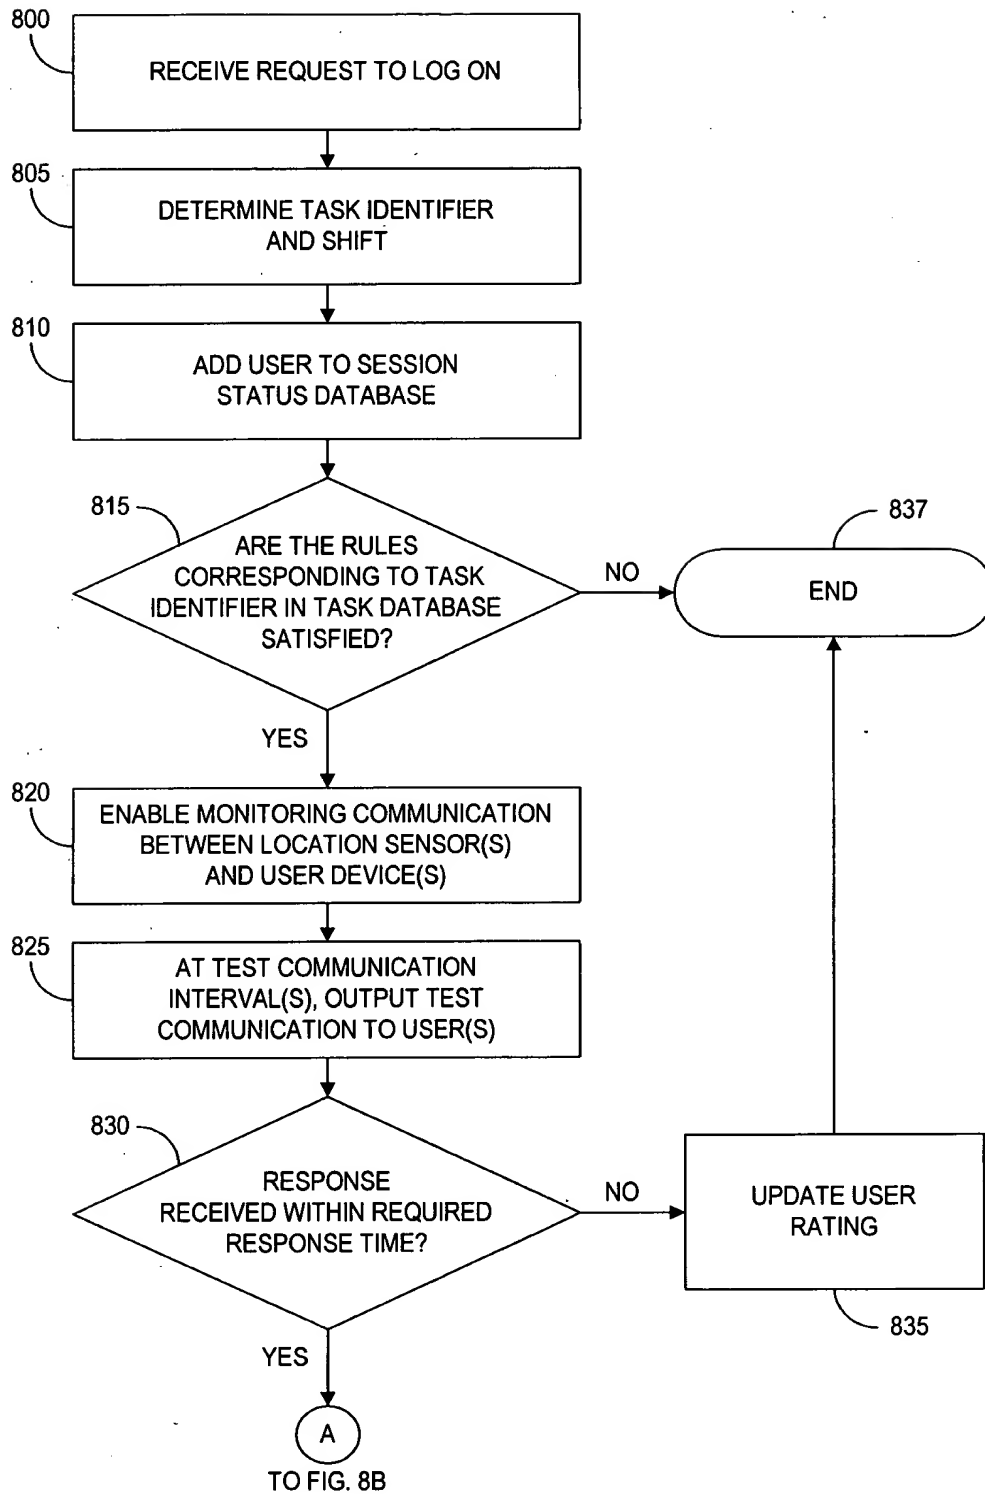 800
RECEIVE REQUEST TO LOG ON
805
DETERMINE TASK IDENTIFIER
AND SHIFT
810
ADD USER TO SESSION
STATUS DATABASE
815
ARE THE RULES
CORRESPONDING TO TASK
IDENTIFIER IN TASK DATABASE
SATISFIED?
NO
837
END
YES
820
ENABLE MONITORING COMMUNICATION
BETWEEN LOCATION SENSOR(S)
AND USER DEVICE(S)
825
AT TEST COMMUNICATION
INTERVAL(S), OUTPUT TEST
COMMUNICATION TO USER(S)
830
RESPONSE
RECEIVED WITHIN REQUIRED
RESPONSE TIME?
NO
UPDATE USER
RATING
835
YES
A
TO FIG. 8B